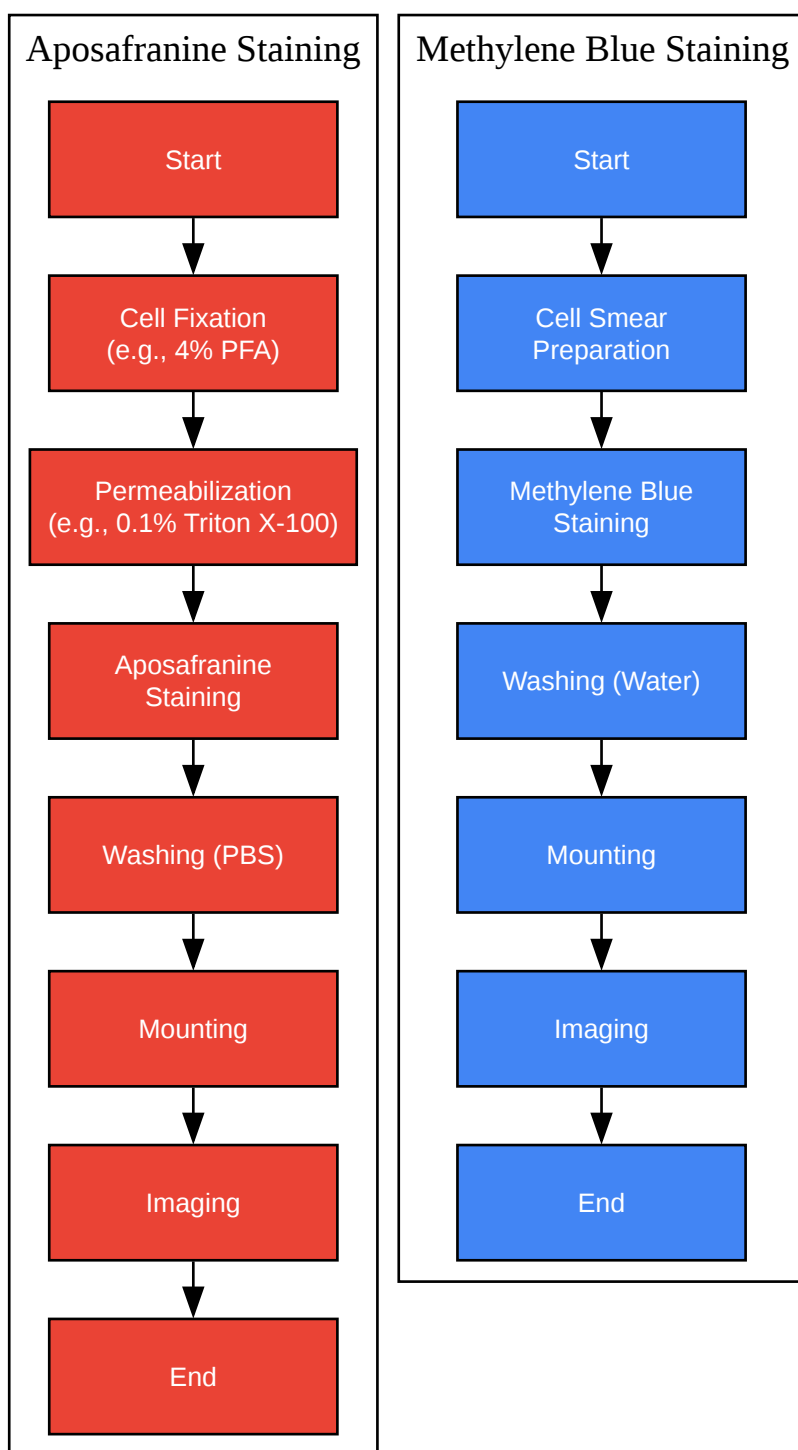 Aposafranine Staining
Start
Cell Fixation
(e.g., 4% PFA)
Permeabilization
(e.g., 0.1% Triton X-100)
Aposafranine
Staining
Washing (PBS)
Mounting
Imaging
End
Methylene Blue Staining
Start
Cell Smear
Preparation
Methylene Blue
Staining
Washing (Water)
Mounting
Imaging
End